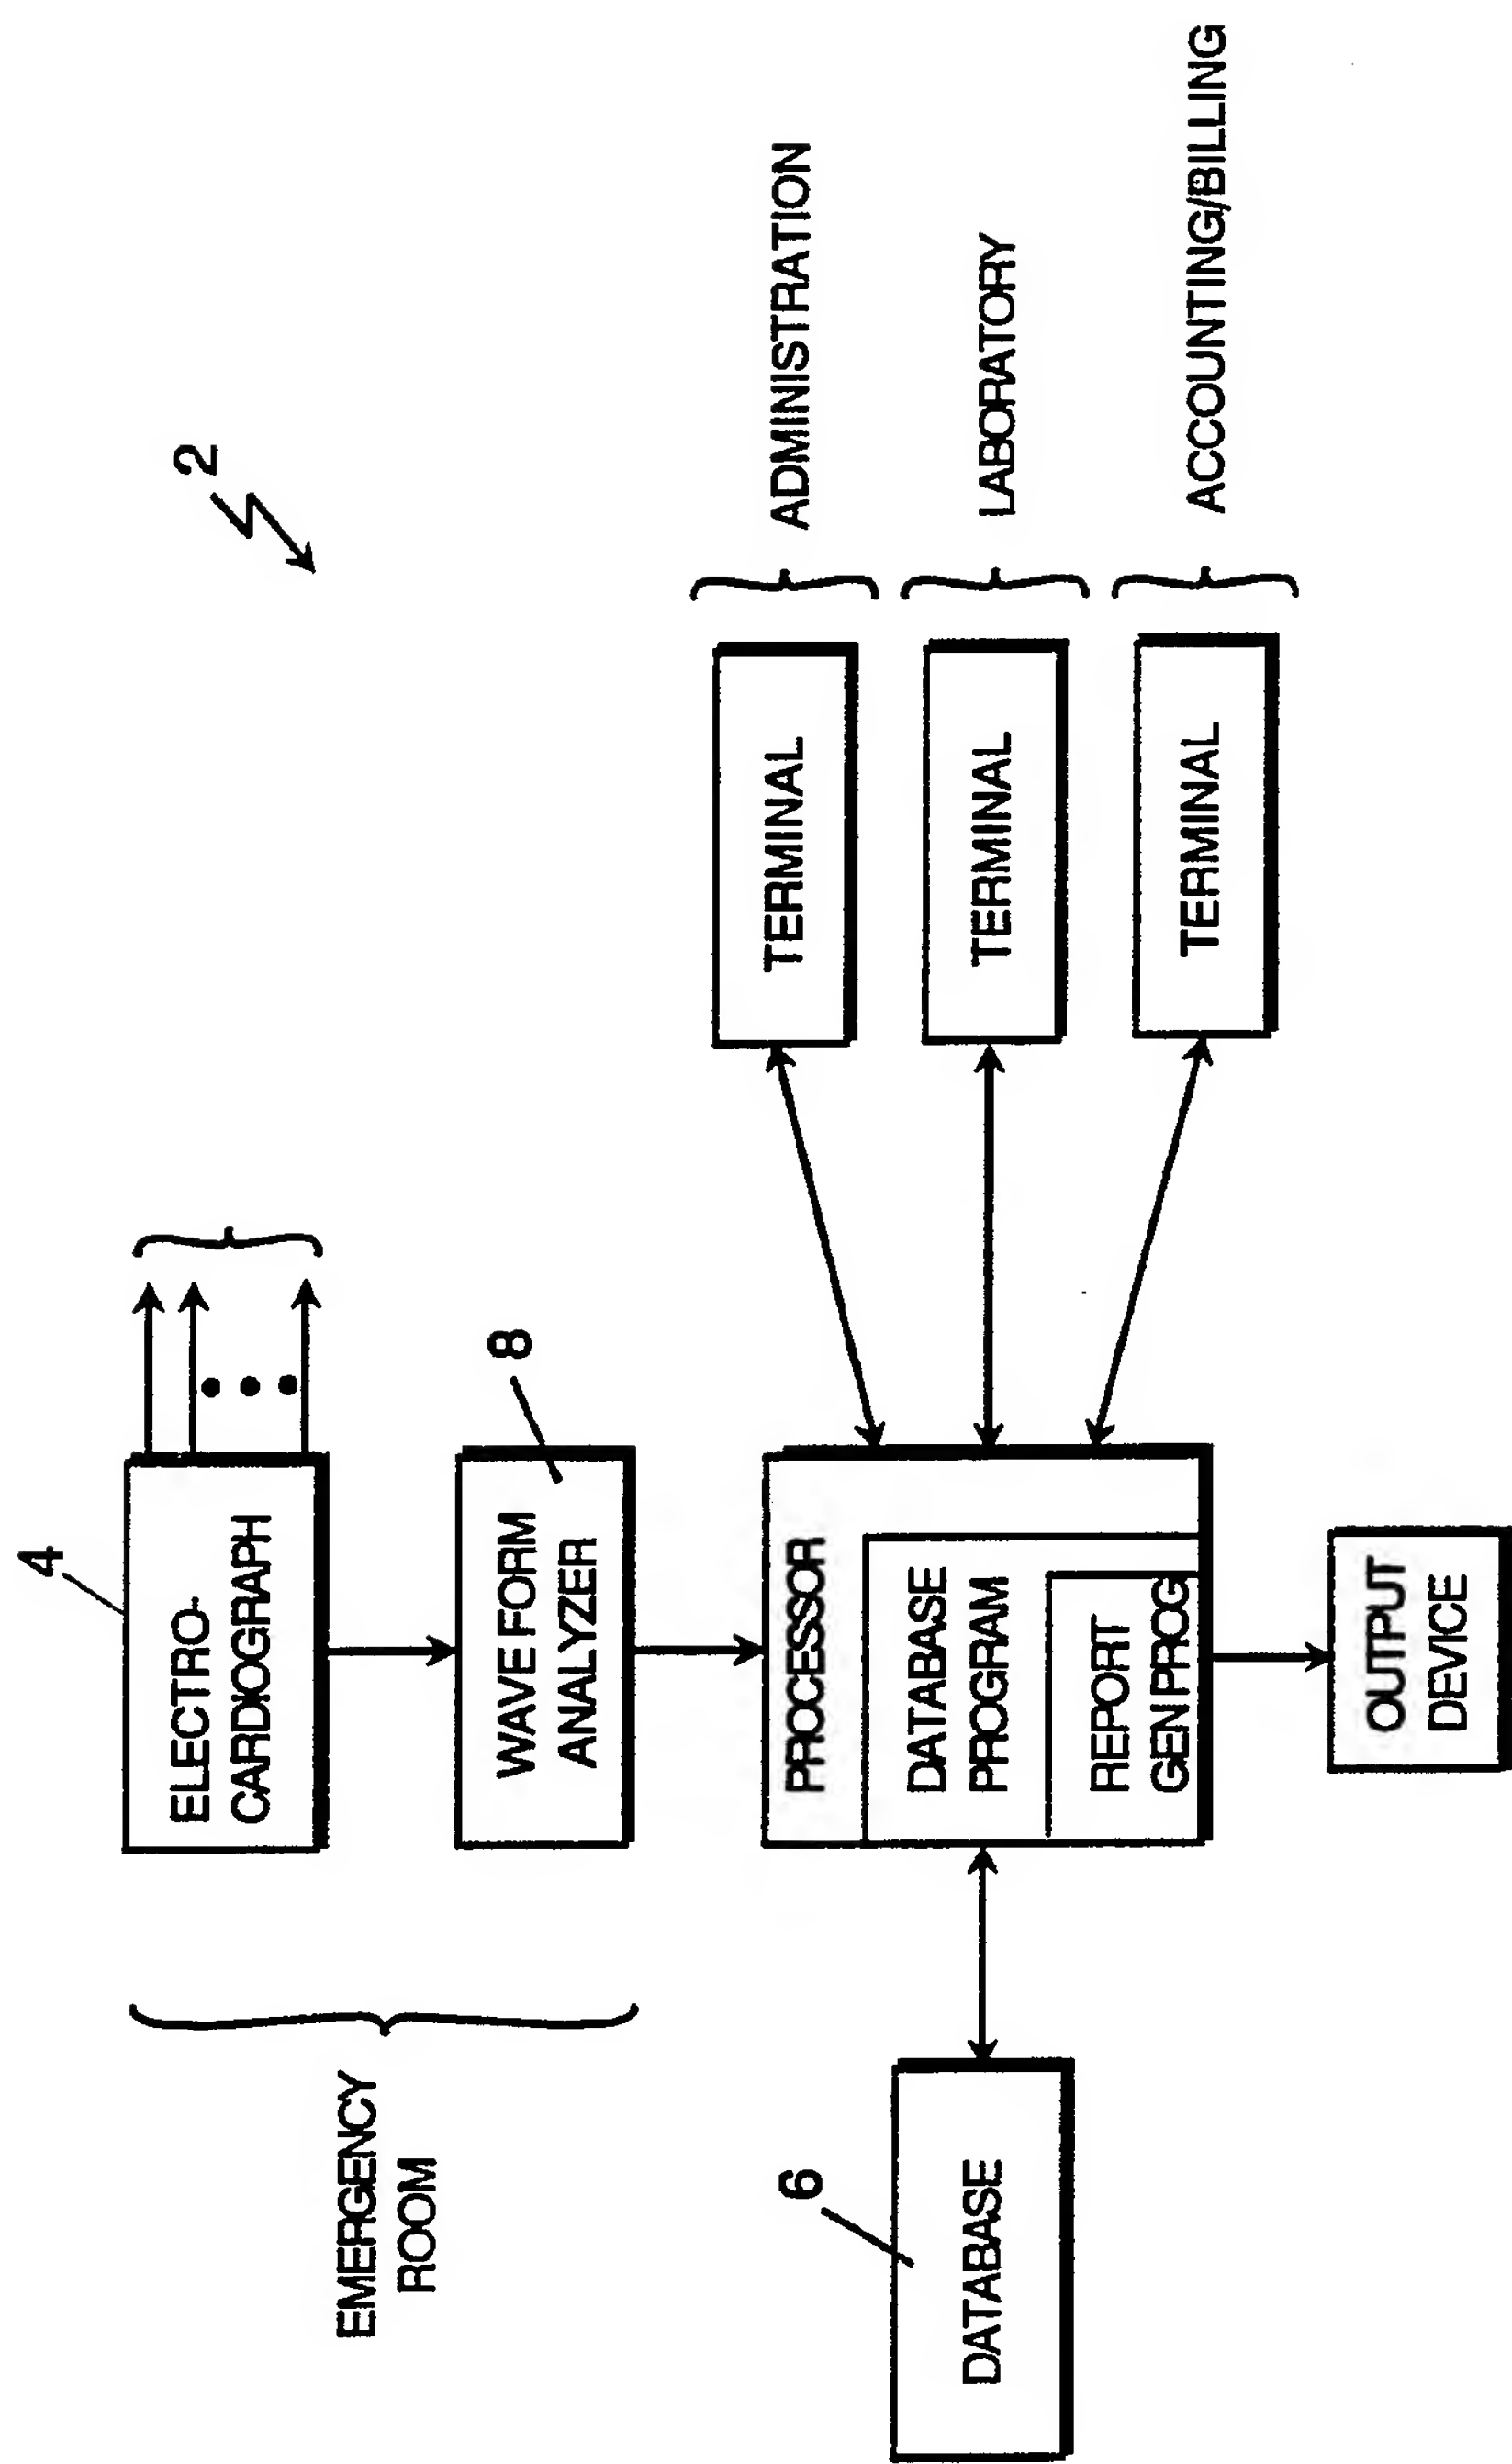 2
4
ELECTRO-
CARDIOGRAPH
EMERGENCY
ROOM
8
WAVE FORM
ANALYZER
PROCESSOR
DATABASE
PROGRAM
REPORT
GEN PROG
6
DATABASE
TERMINAL
ADMINISTRATION
TERMINAL
LABORATORY
TERMINAL
ACCOUNTING/BILLING
OUTPUT
DEVICE